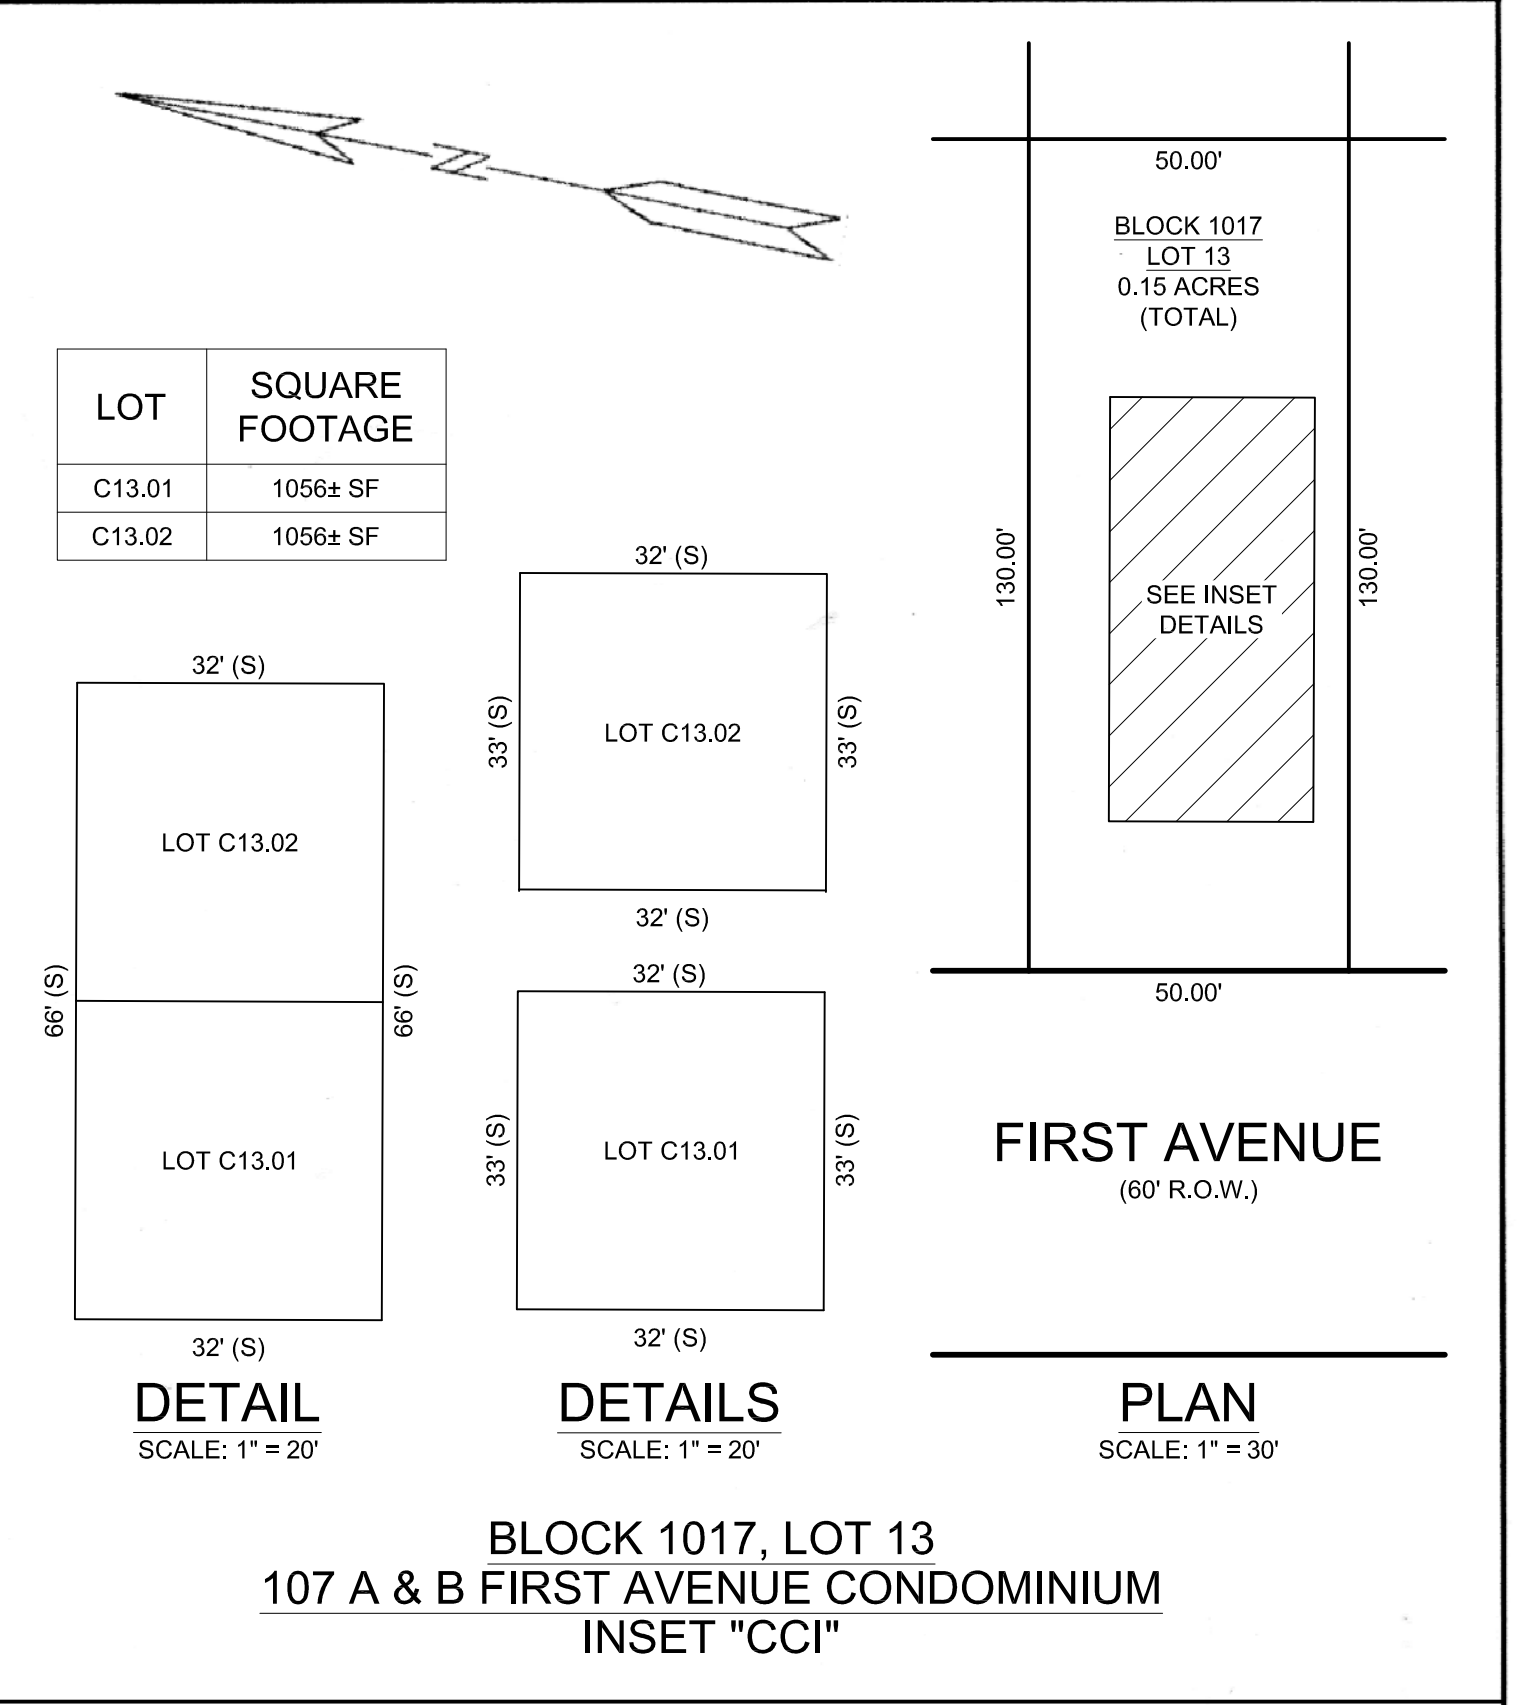 N
50.00'
BLOCK 1017
LOT 13
0.15 ACRES
(TOTAL)
130.00'
130.00'
SEE INSET
DETAILS
50.00'
FIRST AVENUE
(60' R.O.W.)
PLAN
SCALE: 1" = 30'
LOT
SQUARE
FOOTAGE
C13.01
1056± SF
C13.02
1056± SF
32' (S)
LOT C13.02
66' (S)
66' (S)
LOT C13.01
32' (S)
DETAIL
SCALE: 1" = 20'
32' (S)
33' (S)
LOT C13.02
33' (S)
32' (S)
32' (S)
33' (S)
LOT C13.01
33' (S)
32' (S)
DETAILS
SCALE: 1" = 20'
BLOCK 1017, LOT 13
107 A & B FIRST AVENUE CONDOMINIUM
INSET "CCI"